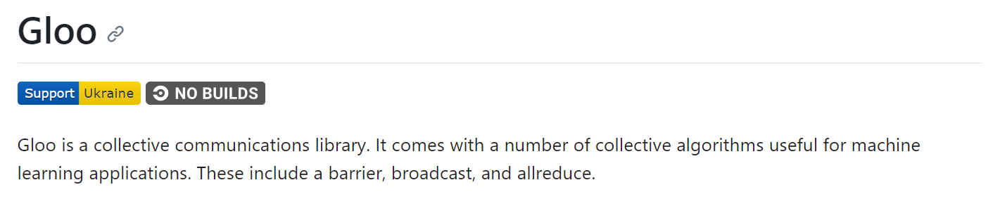 Gloo
Support Ukraine NO BUILDS
Gloo is a collective communications library. It comes with a number of collective algorithms useful for machine
learning applications. These include a barrier, broadcast, and allreduce.